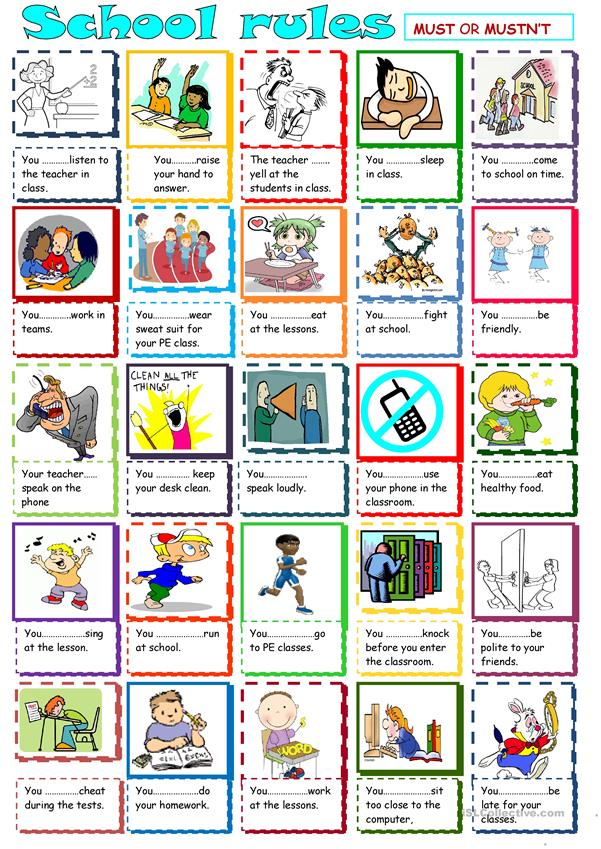 School rules
MUST OR MUSTN'T
2
+2
CLEAN ALL THE
THINGS!
SCHOOL
You ............listen to
the teacher in
class.
You..........raise
your hand to
answer.
The teacher .......
yell at the
students in class.
You ..............sleep
in class.
You ...........come
to school on time.
You..............work in
teams.
You.............wear
sweat suit for
your PE class.
You ................eat
at the lessons.
You................fight
at school.
You ..............be
friendly.
Your teacher......
speak on the
phone
You .............. keep
your desk clean.
You..................
speak loudly.
You...............use
your phone in the
classroom.
You................eat
healthy food.
You................sing
at the lesson.
You ................run
at school.
You.................go
to PE classes.
You .............knock
before you enter
the classroom.
You.............be
polite to your
friends.
WORD
You ..............cheat
during the tests.
You............do
your homework.
You.............work
at the lessons.
You................sit
too close to the
computer,
You.................be
late for your
classes.
iSLCollective.com